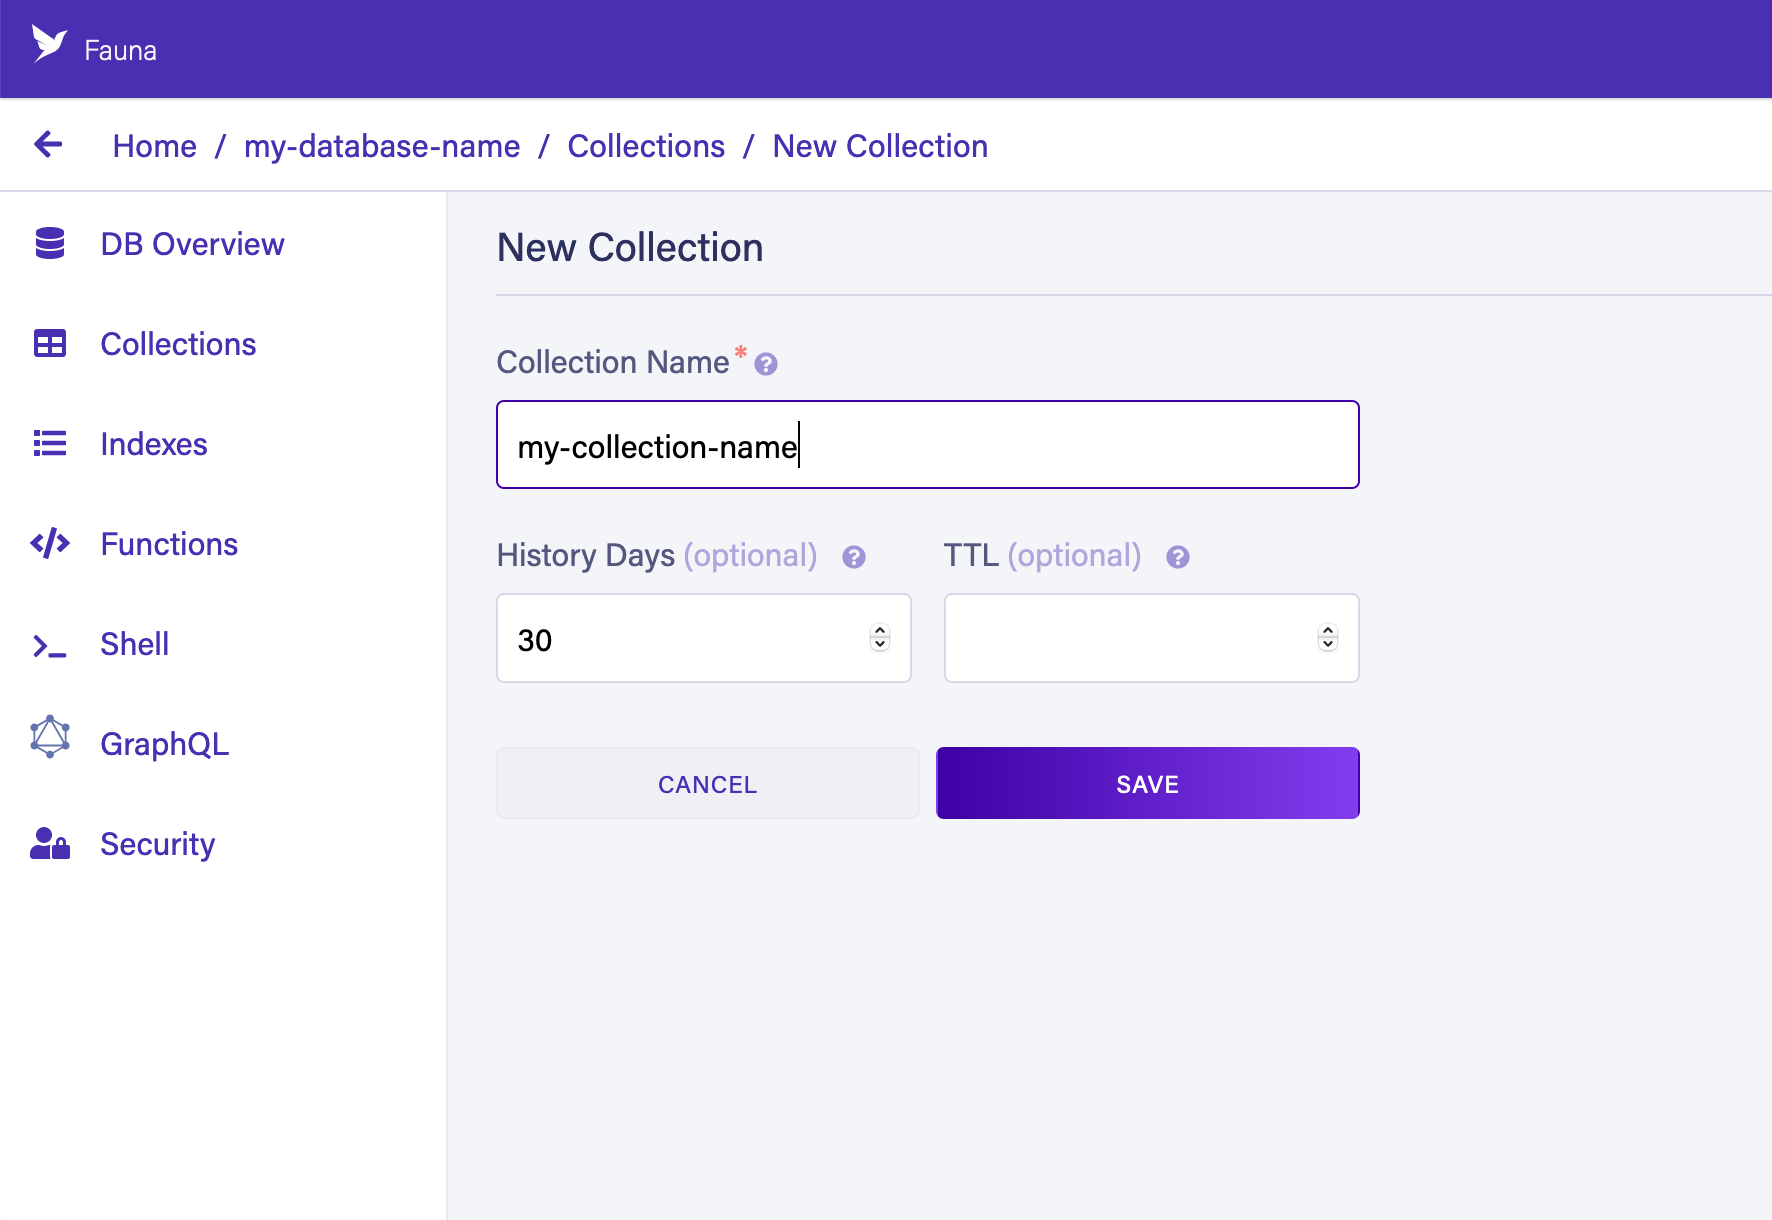 Fauna
Home / my-database-name / Collections / New Collection
DB Overview
Collections
Indexes
Functions
Shell
GraphQL
Security
New Collection
Collection Name* ?
my-collection-name
History Days (optional) ? TTL (optional) ?
30
CANCEL SAVE